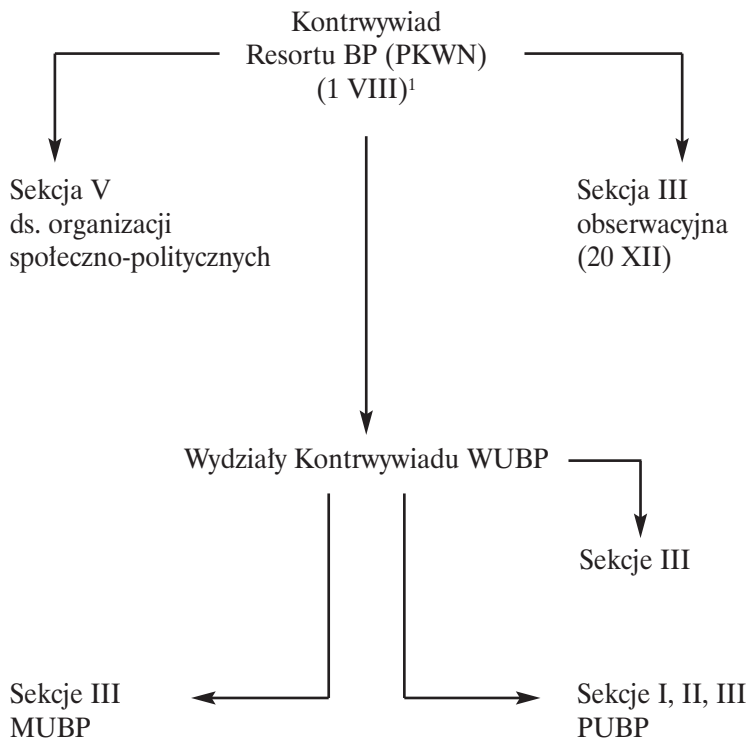 Kontrwywiad
Resortu BP (PKWN)
(1 VIII)¹
Sekcja V
ds. organizacji
społeczno-politycznych
Sekcja III
obserwacyjna
(20 XII)
Wydziały Kontrwywiadu WUBP
Sekcje III
Sekcje III
MUBP
Sekcje I, II, III
PUBP